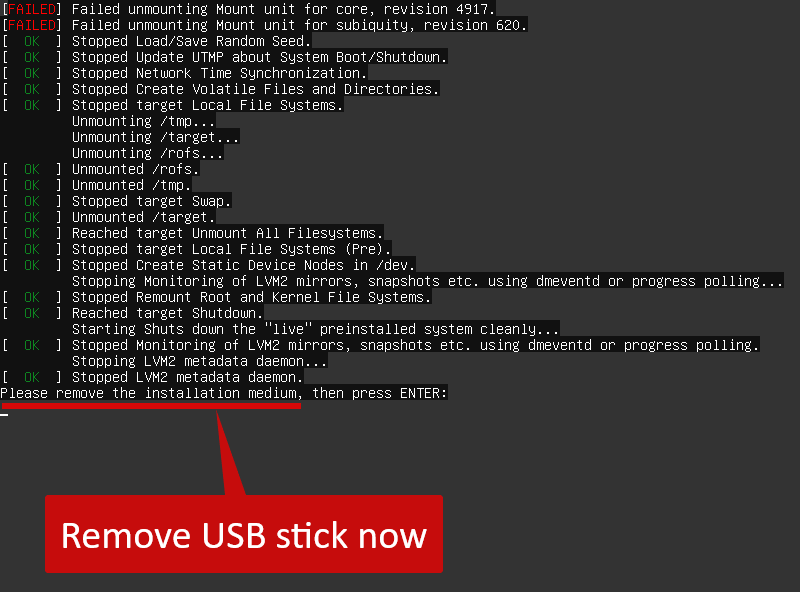 [FAILED] Failed unmounting Mount unit for core, revision 4917.
[FAILED] Failed unmounting Mount unit for subiquity, revision 620.
[  OK  ] Stopped Load/Save Random Seed.
[  OK  ] Stopped Update UTMP about System Boot/Shutdown.
[  OK  ] Stopped Network Time Synchronization.
[  OK  ] Stopped Create Volatile Files and Directories.
[  OK  ] Stopped target Local File Systems.
Unmounting /tmp...
Unmounting /target...
Unmounting /rofs...
[  OK  ] Unmounted /rofs.
[  OK  ] Unmounted /tmp.
[  OK  ] Stopped target Swap.
[  OK  ] Unmounted /target.
[  OK  ] Reached target Unmount All Filesystems.
[  OK  ] Stopped target Local File Systems (Pre).
[  OK  ] Stopped Create Static Device Nodes in /dev.
Stopping Monitoring of LVM2 mirrors, snapshots etc. using dmeventd or progress polling...
[  OK  ] Stopped Remount Root and Kernel File Systems.
[  OK  ] Reached target Shutdown.
Starting Shuts down the "live" preinstalled system cleanly...
[  OK  ] Stopped Monitoring of LVM2 mirrors, snapshots etc. using dmeventd or progress polling.
Stopping LVM2 metadata daemon...
[  OK  ] Stopped LVM2 metadata daemon.
Please remove the installation medium, then press ENTER:
Remove USB stick now